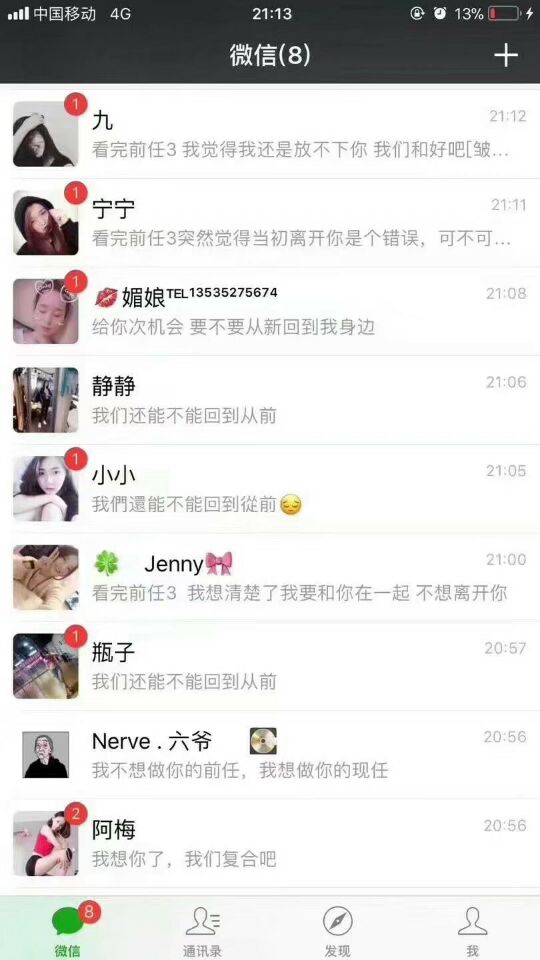 中国移动 4G 21:13 13%
微信(8)
1
九 21:12
看完前任3 我觉得我还是放不下你 我们和好吧[皱...
1
宁宁 21:11
看完前任3突然觉得当初离开你是个错误，可不可...
1
💋媚娘ᵀᴱᴸ¹³⁵³⁵²⁷⁵⁶⁷⁴ 21:08
给你次机会 要不要从新回到我身边
静静 21:06
我们还能不能回到从前
1
小小 21:05
我們還能不能回到從前😔
🍀 Jenny🎀 21:00
看完前任3 我想清楚了我要和你在一起 不想离开你
1
瓶子 20:57
我们还能不能回到从前
Nerve . 六爷 💽 20:56
我不想做你的前任，我想做你的现任
2
阿梅 20:56
我想你了，我们复合吧
8
微信 通讯录 发现 我